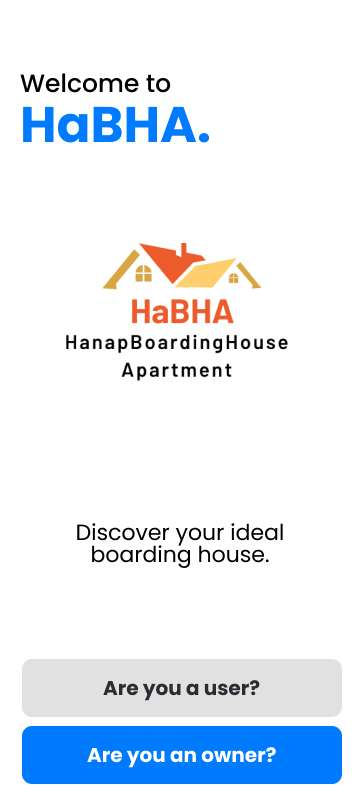 Welcome to
HaBHA.
HaBHA
HanapBoardingHouse
Apartment
Discover your ideal
boarding house.
Are you a user?
Are you an owner?